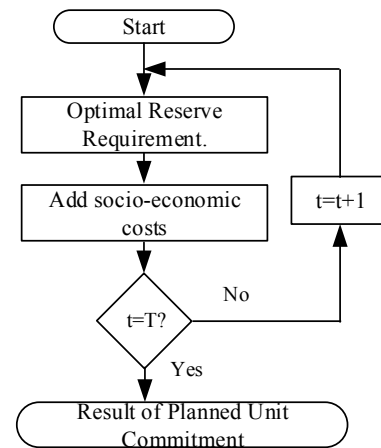 Start
Optimal Reserve
Requirement.
Add socio-economic
costs
t=t+1
t=T?
No
Yes
Result of Planned Unit
Commitment